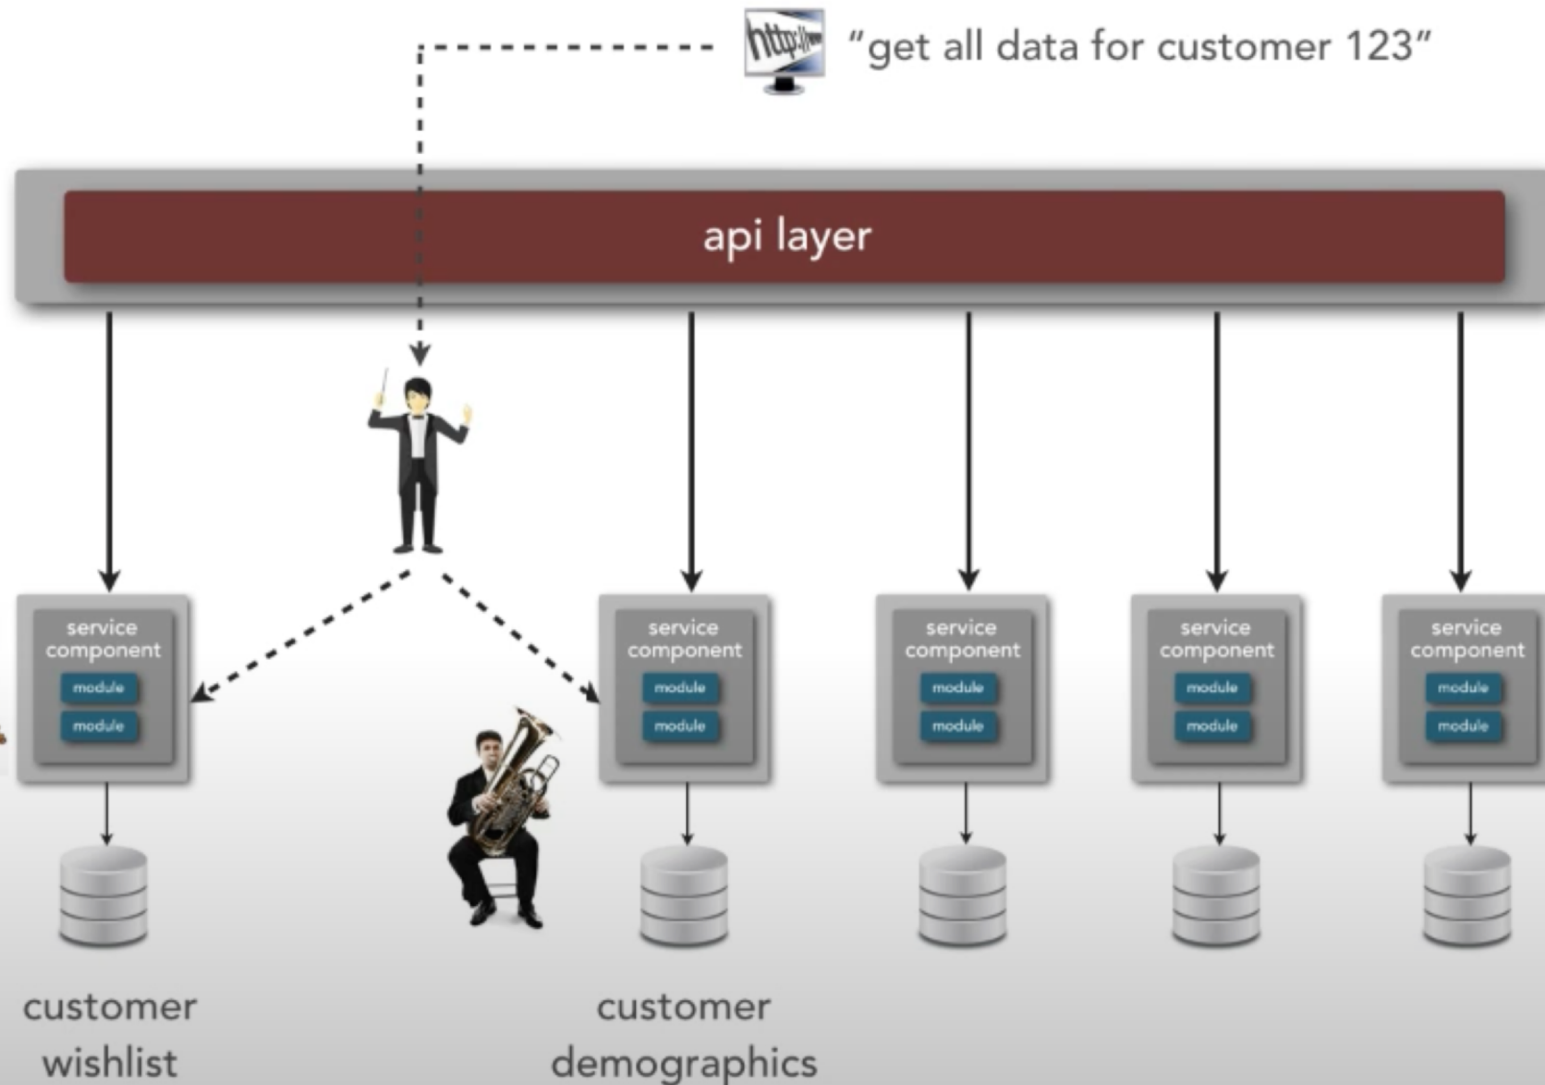 http://
"get all data for customer 123"
api layer
service
component
module
module
service
component
module
module
service
component
module
module
service
component
module
module
service
component
module
module
customer
wishlist
customer
demographics